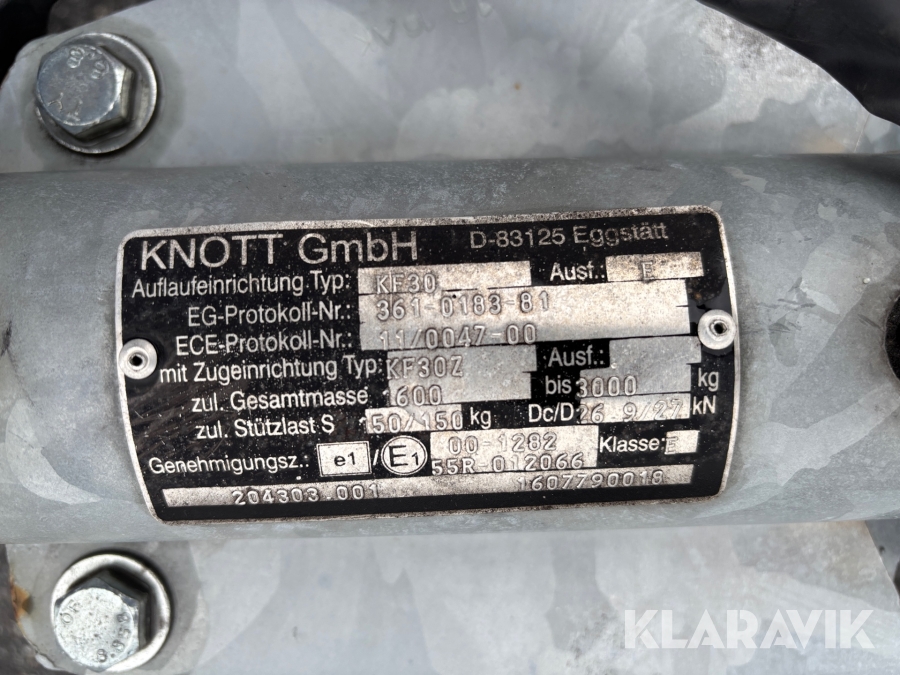 KNOTT GmbH D-83125 Eggstätt
Auflaufeinrichtung Typ: KF30 Ausf.: E
EG-Protokoll-Nr.: 361-0183-81
ECE-Protokoll-Nr.: 11/0047-00
mit Zugeinrichtung Typ: KF30Z Ausf.:
zul. Gesamtmasse 1600 bis 3000 kg
zul. Stützlast S 150/150 kg Dc/D 26.9/27 kN
Genehmigungsz.: e1 / E1 00-1282 Klasse: E
55R-012066
204303.001 1607790018
8.8
KLARAVIK